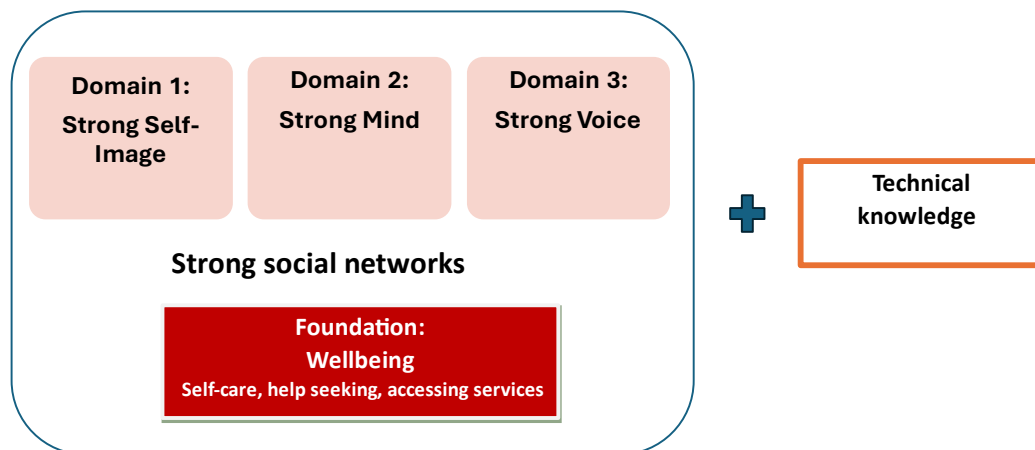 Domain 1:
Strong Self-
Image
Domain 2:
Strong Mind
Domain 3:
Strong Voice
Technical
knowledge
Strong social networks
Foundation:
Wellbeing
Self-care, help seeking, accessing services